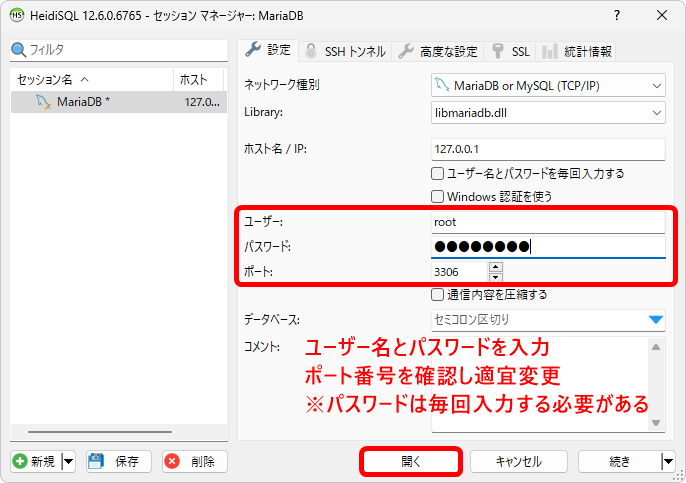 HeidiSQL 12.6.0.6765 - セッション マネージャー: MariaDB
フィルタ
セッション名 ホスト
MariaDB * 127.0...
設定 SSH トンネル 高度な設定 SSL 統計情報
ネットワーク種別 MariaDB or MySQL (TCP/IP)
Library: libmariadb.dll
ホスト名 / IP: 127.0.0.1
ユーザー名とパスワードを毎回入力する
Windows 認証を使う
ユーザー: root
パスワード: ●●●●●●●●
ポート: 3306
通信内容を圧縮する
データベース: セミコロン区切り
コメント:
ユーザー名とパスワードを入力
ポート番号を確認し適宜変更
※パスワードは毎回入力する必要がある
新規 保存 削除 開く キャンセル 続き